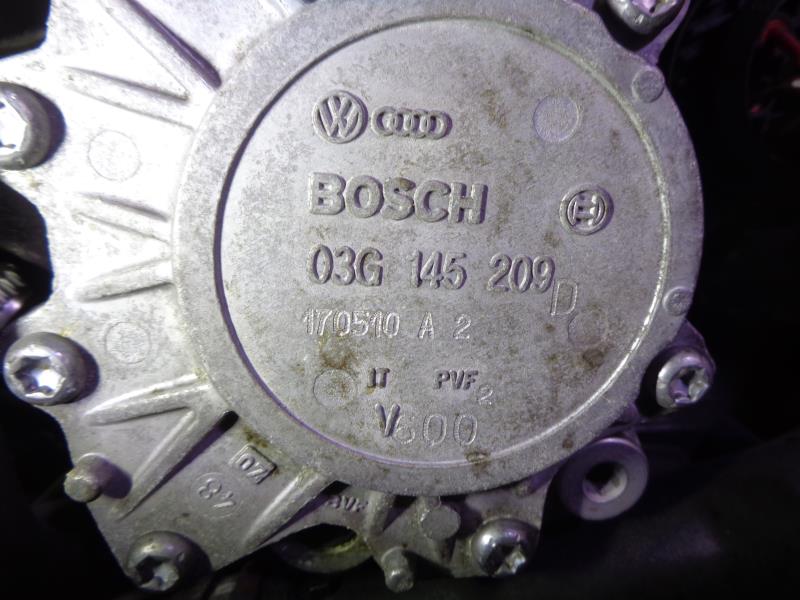 BOSCH
03G 145 209 D
170510 A 2
IT PVF 2
V600